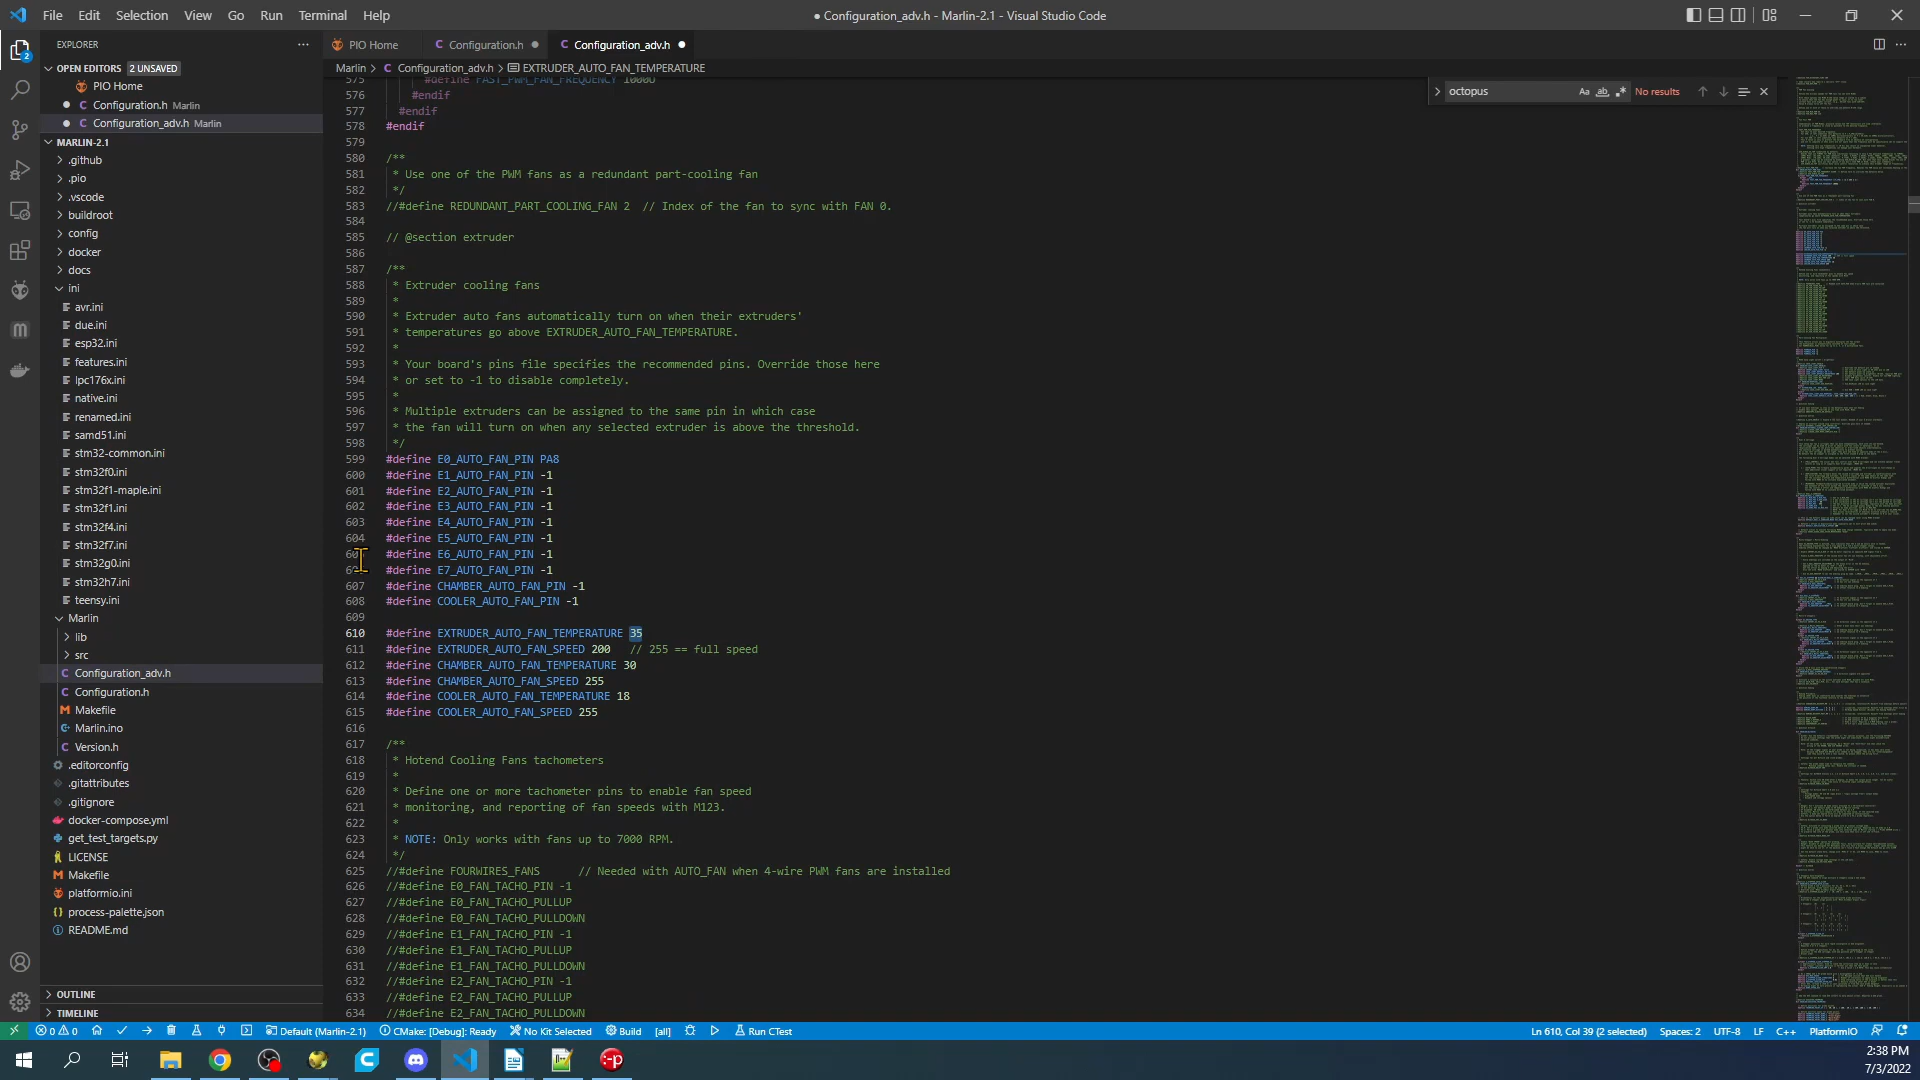 File Edit Selection View Go Run Terminal Help
● Configuration_adv.h - Marlin-2.1 - Visual Studio Code
EXPLORER
PIO Home
Configuration.h
Configuration_adv.h
OPEN EDITORS 2 UNSAVED
PIO Home
Configuration.h Marlin
Configuration_adv.h Marlin
MARLIN-2.1
.github
.pio
.vscode
buildroot
config
docker
docs
ini
avr.ini
due.ini
esp32.ini
features.ini
lpc176x.ini
native.ini
renamed.ini
samd51.ini
stm32-common.ini
stm32f0.ini
stm32f1-maple.ini
stm32f1.ini
stm32f4.ini
stm32f7.ini
stm32g0.ini
stm32h7.ini
teensy.ini
Marlin
lib
src
Configuration_adv.h
Configuration.h
Makefile
Marlin.ino
Version.h
.editorconfig
.gitattributes
.gitignore
docker-compose.yml
get_test_targets.py
LICENSE
Makefile
platformio.ini
process-palette.json
README.md
OUTLINE
TIMELINE
Marlin > Configuration_adv.h > EXTRUDER_AUTO_FAN_TEMPERATURE
octopus No results
575 #define FAST_PWM_FAN_FREQUENCY 1000U
576 #endif
577 #endif
578 #endif
579
580 /**
581 * Use one of the PWM fans as a redundant part-cooling fan
582 */
583 //#define REDUNDANT_PART_COOLING_FAN 2 // Index of the fan to sync with FAN 0.
584
585 // @section extruder
586
587 /**
588 * Extruder cooling fans
589 *
590 * Extruder auto fans automatically turn on when their extruders'
591 * temperatures go above EXTRUDER_AUTO_FAN_TEMPERATURE.
592 *
593 * Your board's pins file specifies the recommended pins. Override those here
594 * or set to -1 to disable completely.
595 *
596 * Multiple extruders can be assigned to the same pin in which case
597 * the fan will turn on when any selected extruder is above the threshold.
598 */
599 #define E0_AUTO_FAN_PIN PA8
600 #define E1_AUTO_FAN_PIN -1
601 #define E2_AUTO_FAN_PIN -1
602 #define E3_AUTO_FAN_PIN -1
603 #define E4_AUTO_FAN_PIN -1
604 #define E5_AUTO_FAN_PIN -1
#define E6_AUTO_FAN_PIN -1
#define E7_AUTO_FAN_PIN -1
607 #define CHAMBER_AUTO_FAN_PIN -1
608 #define COOLER_AUTO_FAN_PIN -1
609
610 #define EXTRUDER_AUTO_FAN_TEMPERATURE 35
611 #define EXTRUDER_AUTO_FAN_SPEED 200 // 255 == full speed
612 #define CHAMBER_AUTO_FAN_TEMPERATURE 30
613 #define CHAMBER_AUTO_FAN_SPEED 255
614 #define COOLER_AUTO_FAN_TEMPERATURE 18
615 #define COOLER_AUTO_FAN_SPEED 255
616
617 /**
618 * Hotend Cooling Fans tachometers
619 *
620 * Define one or more tachometer pins to enable fan speed
621 * monitoring, and reporting of fan speeds with M123.
622 *
623 * NOTE: Only works with fans up to 7000 RPM.
624 */
625 //#define FOURWIRES_FANS // Needed with AUTO_FAN when 4-wire PWM fans are installed
626 //#define E0_FAN_TACHO_PIN -1
627 //#define E0_FAN_TACHO_PULLUP
628 //#define E0_FAN_TACHO_PULLDOWN
629 //#define E1_FAN_TACHO_PIN -1
630 //#define E1_FAN_TACHO_PULLUP
631 //#define E1_FAN_TACHO_PULLDOWN
632 //#define E2_FAN_TACHO_PIN -1
633 //#define E2_FAN_TACHO_PULLUP
634 //#define E2_FAN_TACHO_PULLDOWN
0 0 Default (Marlin-2.1) CMake: [Debug]: Ready No Kit Selected Build [all] Run CTest Ln 610, Col 39 (2 selected) Spaces: 2 UTF-8 LF C++ PlatformIO
2:38 PM
7/3/2022